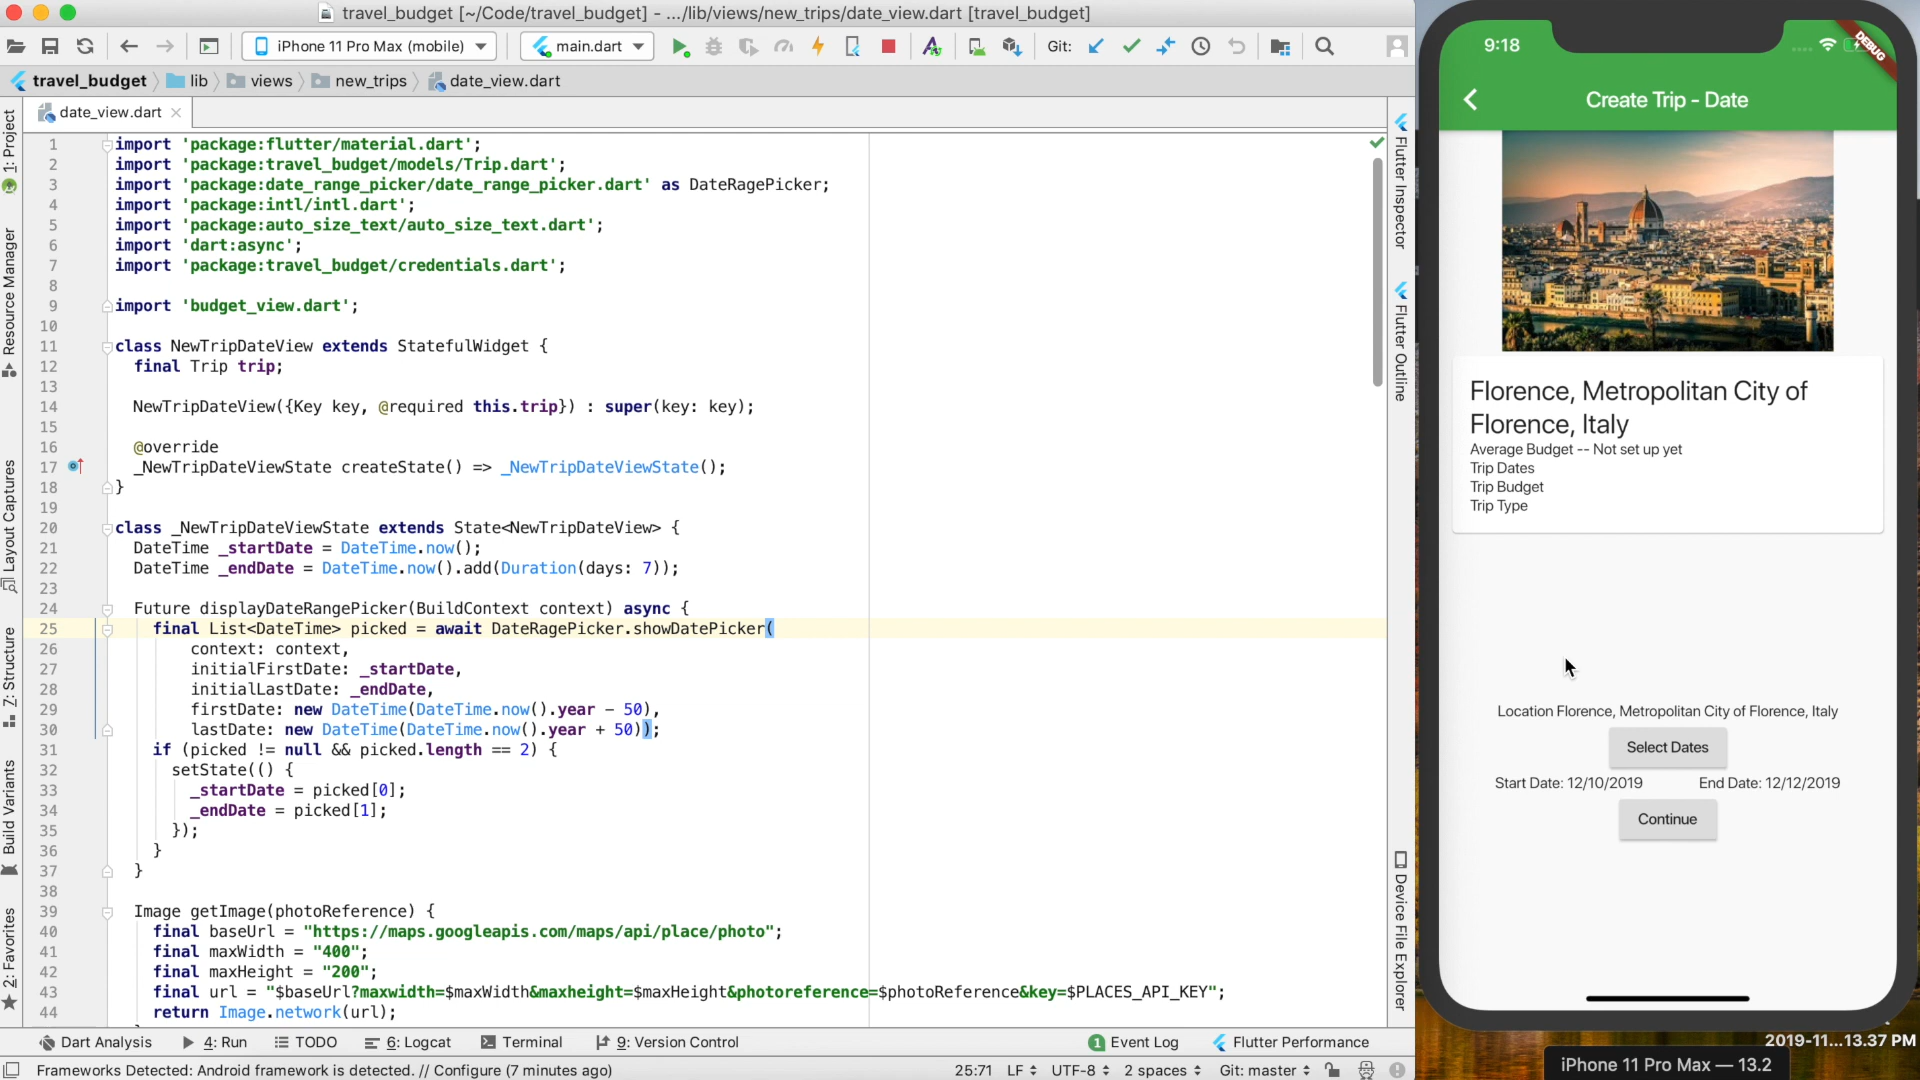 travel_budget [~/Code/travel_budget] - .../lib/views/new_trips/date_view.dart [travel_budget]
iPhone 11 Pro Max (mobile)
main.dart
Git:
travel_budget
lib
views
new_trips
date_view.dart
date_view.dart
1: Project
Resource Manager
Layout Captures
7: Structure
Build Variants
2: Favorites
1 import 'package:flutter/material.dart';
2 import 'package:travel_budget/models/Trip.dart';
3 import 'package:date_range_picker/date_range_picker.dart' as DateRagePicker;
4 import 'package:intl/intl.dart';
5 import 'package:auto_size_text/auto_size_text.dart';
6 import 'dart:async';
7 import 'package:travel_budget/credentials.dart';
8
9 import 'budget_view.dart';
10
11 class NewTripDateView extends StatefulWidget {
12 final Trip trip;
13
14 NewTripDateView({Key key, @required this.trip}) : super(key: key);
15
16 @override
17 _NewTripDateViewState createState() => _NewTripDateViewState();
18 }
19
20 class _NewTripDateViewState extends State<NewTripDateView> {
21 DateTime _startDate = DateTime.now();
22 DateTime _endDate = DateTime.now().add(Duration(days: 7));
23
24 Future displayDateRangePicker(BuildContext context) async {
25 final List<DateTime> picked = await DateRagePicker.showDatePicker(
26 context: context,
27 initialFirstDate: _startDate,
28 initialLastDate: _endDate,
29 firstDate: new DateTime(DateTime.now().year - 50),
30 lastDate: new DateTime(DateTime.now().year + 50));
31 if (picked != null && picked.length == 2) {
32 setState(() {
33 _startDate = picked[0];
34 _endDate = picked[1];
35 });
36 }
37 }
38
39 Image getImage(photoReference) {
40 final baseUrl = "https://maps.googleapis.com/maps/api/place/photo";
41 final maxWidth = "400";
42 final maxHeight = "200";
43 final url = "$baseUrl?maxwidth=$maxWidth&maxheight=$maxHeight&photoreference=$photoReference&key=$PLACES_API_KEY";
44 return Image.network(url);
Flutter Inspector
Flutter Outline
Device File Explorer
Dart Analysis
4: Run
TODO
6: Logcat
Terminal
9: Version Control
1 Event Log
Flutter Performance
Frameworks Detected: Android framework is detected. // Configure (7 minutes ago)
25:71
LF
UTF-8
2 spaces
Git: master
9:18
DEBUG
Create Trip - Date
Florence, Metropolitan City of
Florence, Italy
Average Budget -- Not set up yet
Trip Dates
Trip Budget
Trip Type
Location Florence, Metropolitan City of Florence, Italy
Select Dates
Start Date: 12/10/2019
End Date: 12/12/2019
Continue
2019-11...13.37 PM
iPhone 11 Pro Max — 13.2